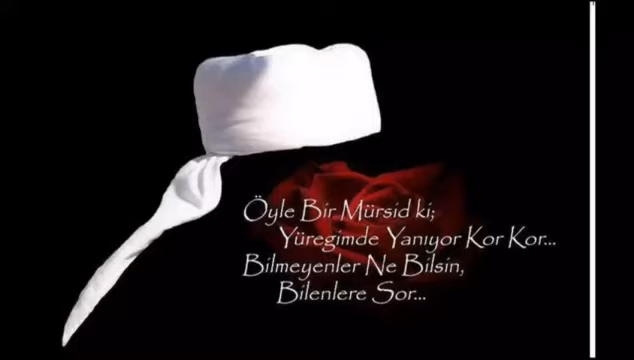 Öyle Bir Mürsid ki;
Yüregimde Yanıyor Kor Kor...
Bilmeyenler Ne Bilsin,
Bilenlere Sor...